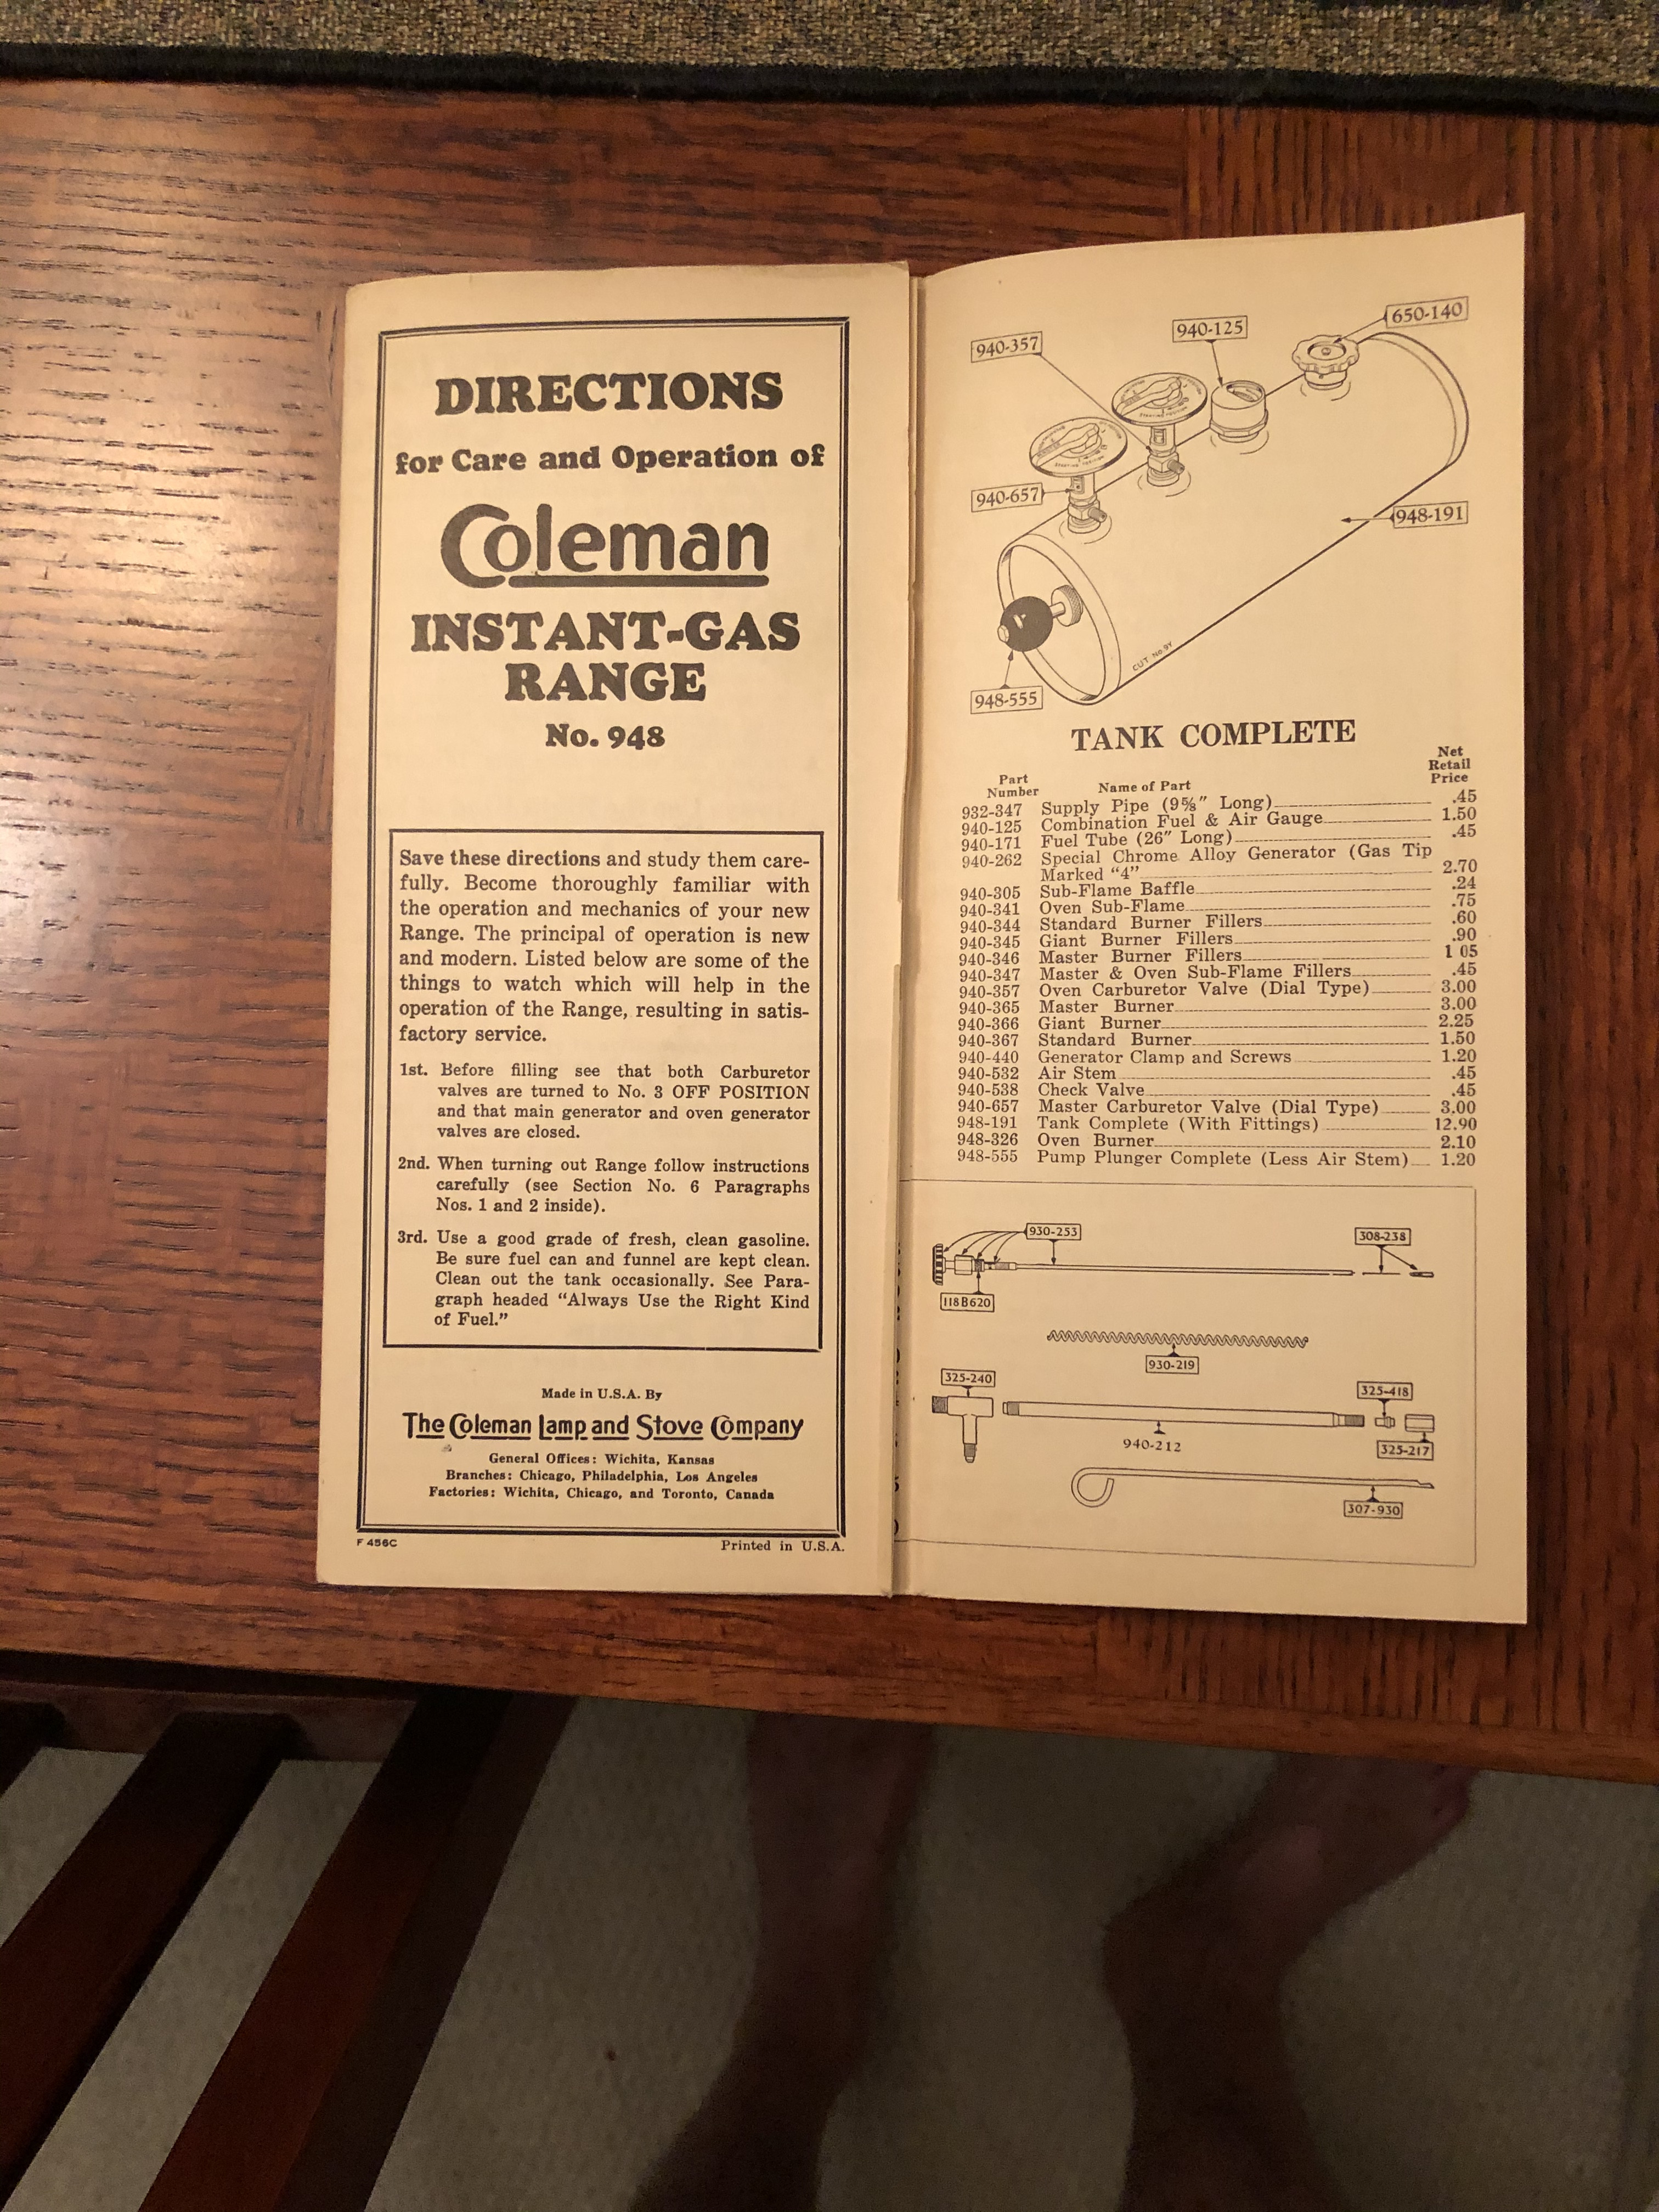 DIRECTIONS
for Care and Operation of
Coleman
INSTANT-GAS
RANGE
No. 948
Save these directions and study them care-
fully. Become thoroughly familiar with
the operation and mechanics of your new
Range. The principal of operation is new
and modern. Listed below are some of the
things to watch which will help in the
operation of the Range, resulting in satis-
factory service.
1st. Before filling see that both Carburetor
valves are turned to No. 3 OFF POSITION
and that main generator and oven generator
valves are closed.
2nd. When turning out Range follow instructions
carefully (see Section No. 6 Paragraphs
Nos. 1 and 2 inside).
3rd. Use a good grade of fresh, clean gasoline.
Be sure fuel can and funnel are kept clean.
Clean out the tank occasionally. See Para-
graph headed "Always Use the Right Kind
of Fuel."
Made in U.S.A. By
The Coleman Lamp and Stove Company
General Offices: Wichita, Kansas
Branches: Chicago, Philadelphia, Los Angeles
Factories: Wichita, Chicago, and Toronto, Canada
F 456C
Printed in U.S.A.
650-140
940-125
940-357
940-657
948-191
CUT No. 9Y
948-555
TANK COMPLETE
Part Number Name of Part Net Retail Price
932-347 Supply Pipe (9⅝" Long) .45
940-125 Combination Fuel & Air Gauge 1.50
940-171 Fuel Tube (26" Long) .45
940-262 Special Chrome Alloy Generator (Gas Tip
Marked "4" 2.70
940-305 Sub-Flame Baffle .24
940-341 Oven Sub-Flame .75
940-344 Standard Burner Fillers .60
940-345 Giant Burner Fillers .90
940-346 Master Burner Fillers 1 05
940-347 Master & Oven Sub-Flame Fillers .45
940-357 Oven Carburetor Valve (Dial Type) 3.00
940-365 Master Burner 3.00
940-366 Giant Burner 2.25
940-367 Standard Burner 1.50
940-440 Generator Clamp and Screws 1.20
940-532 Air Stem .45
940-538 Check Valve .45
940-657 Master Carburetor Valve (Dial Type) 3.00
948-191 Tank Complete (With Fittings) 12.90
948-326 Oven Burner 2.10
948-555 Pump Plunger Complete (Less Air Stem) 1.20
930-253
308-238
118B620
930-219
325-240
325-418
940-212
325-217
307-930